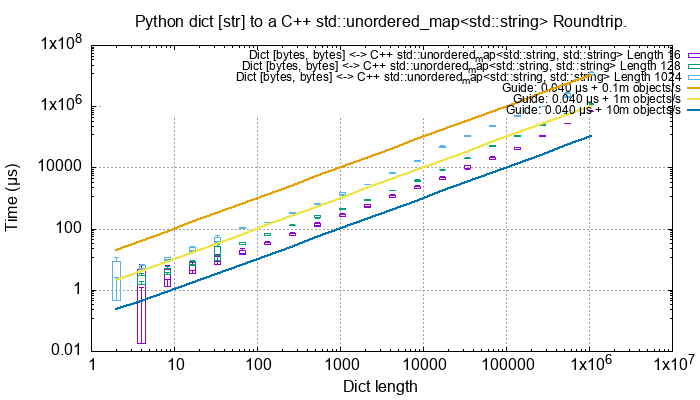 Python dict [str] to a C++ std::unordered_map<std::string> Roundtrip.
1x10^8
1x10^6
10000
100
1
0.01
Time (µs)
Dict [bytes, bytes] <-> C++ std::unordered_map<std::string, std::string> Length 16
Dict [bytes, bytes] <-> C++ std::unordered_map<std::string, std::string> Length 128
Dict [bytes, bytes] <-> C++ std::unordered_map<std::string, std::string> Length 1024
Guide: 0.040 µs + 0.1m objects/s
Guide: 0.040 µs + 1m objects/s
Guide: 0.040 µs + 10m objects/s
1 10 100 1000 10000 100000 1x10^6 1x10^7
Dict length